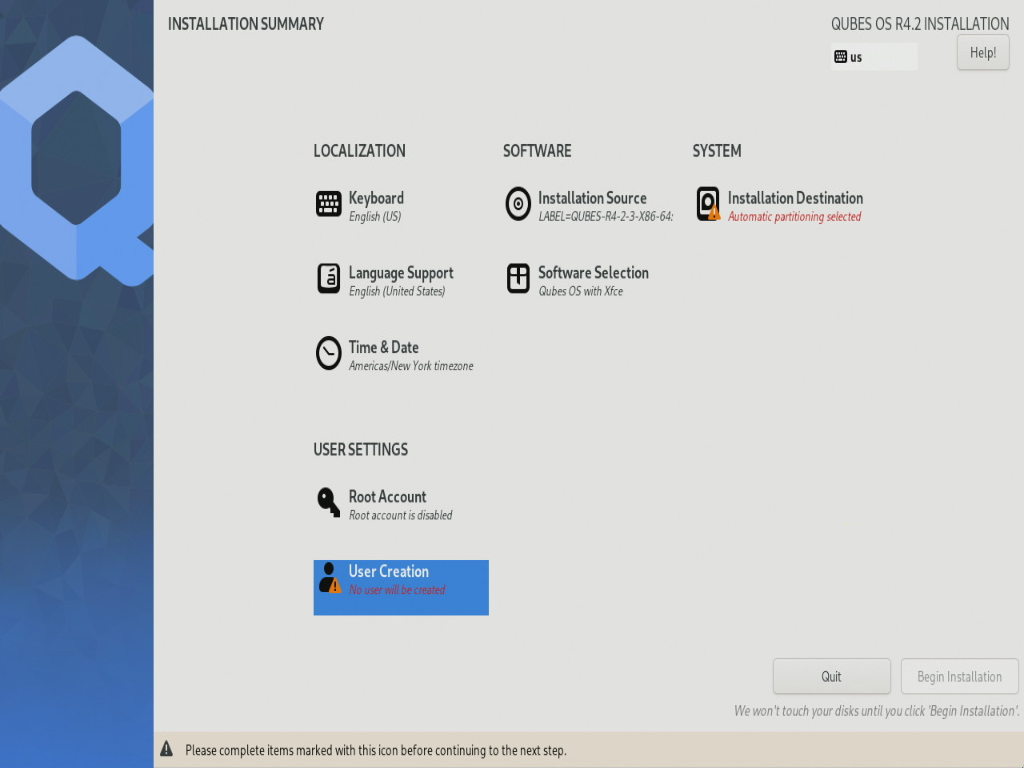 INSTALLATION SUMMARY
QUBES OS R4.2 INSTALLATION
us
Help!
LOCALIZATION
SOFTWARE
SYSTEM
Keyboard
English (US)
Installation Source
LABEL=QUBES-R4-2-3-X86-64:
Installation Destination
Automatic partitioning selected
Language Support
English (United States)
Software Selection
Qubes OS with Xfce
Time & Date
Americas/New York timezone
USER SETTINGS
Root Account
Root account is disabled
User Creation
No user will be created
Quit
Begin Installation
We won't touch your disks until you click 'Begin Installation'.
Please complete items marked with this icon before continuing to the next step.